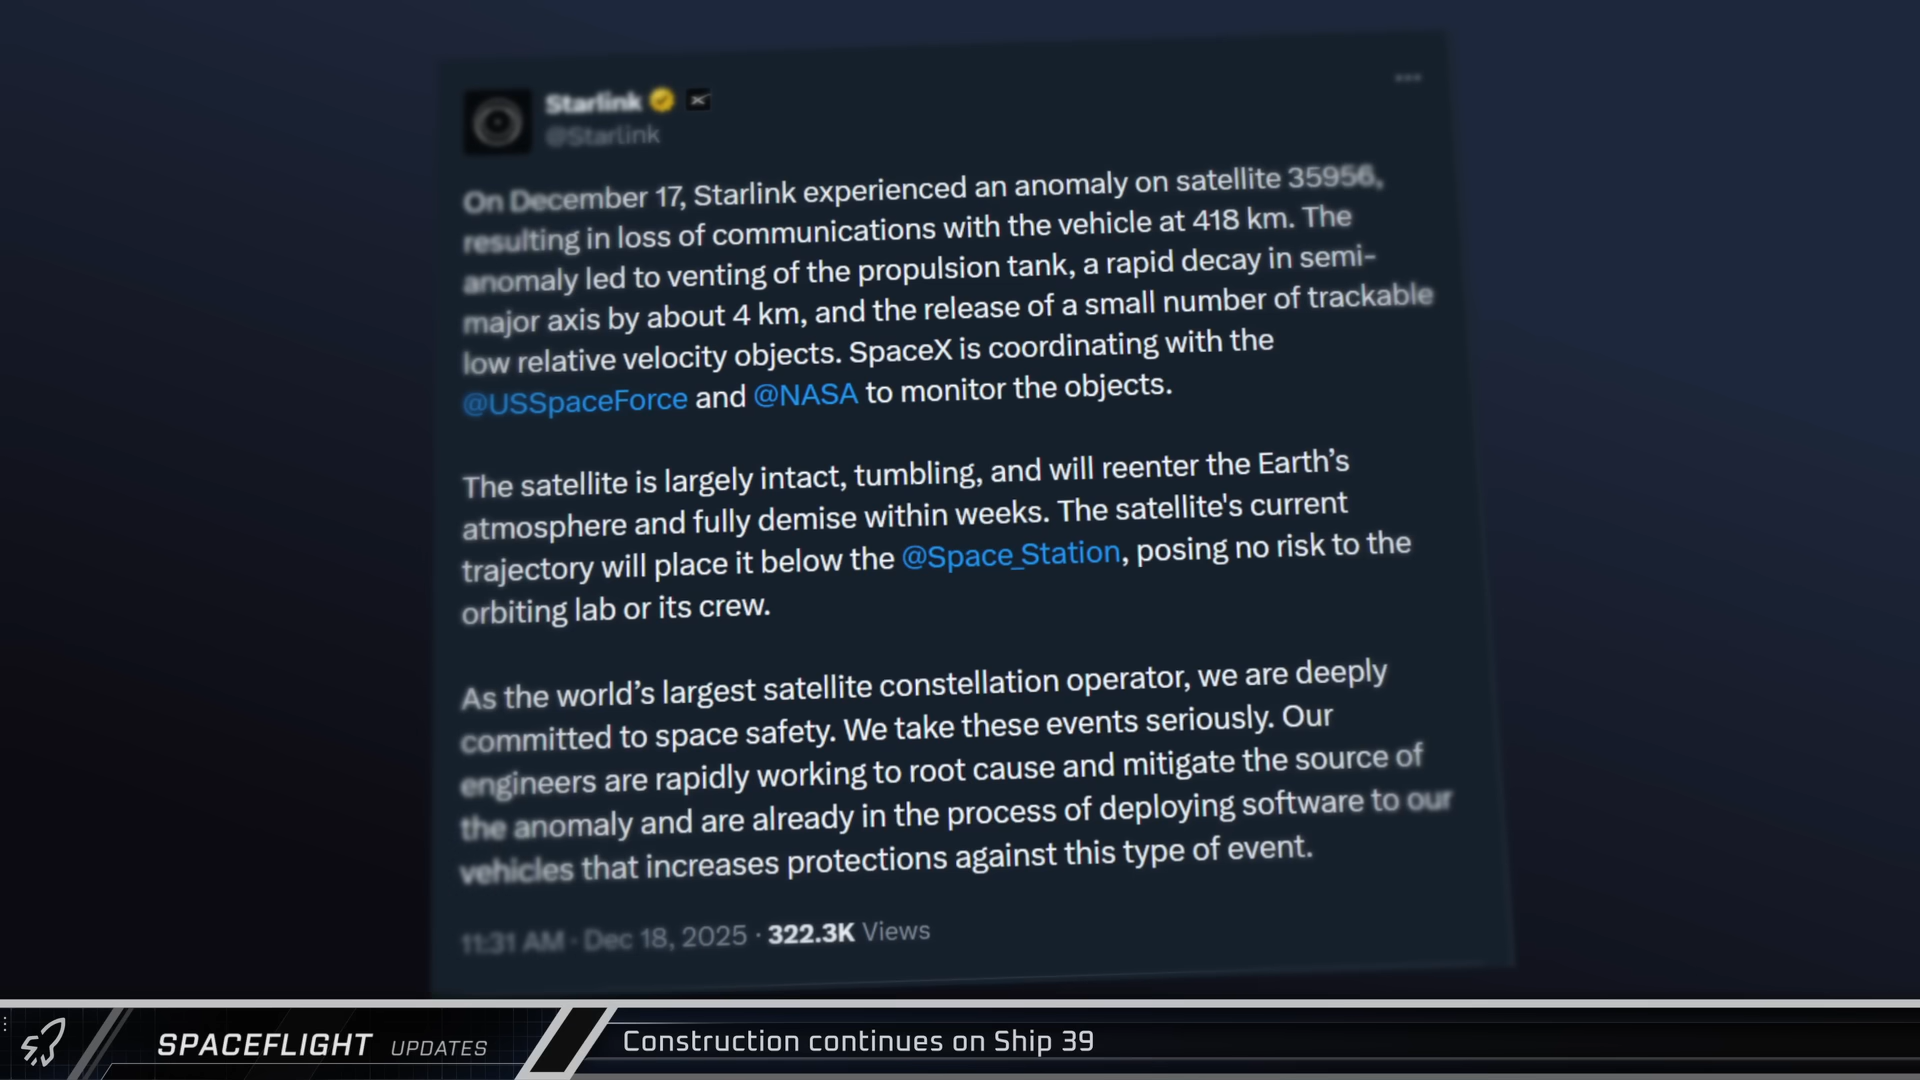 Starlink
@Starlink
On December 17, Starlink experienced an anomaly on satellite 35956,
resulting in loss of communications with the vehicle at 418 km. The
anomaly led to venting of the propulsion tank, a rapid decay in semi-
major axis by about 4 km, and the release of a small number of trackable
low relative velocity objects. SpaceX is coordinating with the
@USSpaceForce and @NASA to monitor the objects.
The satellite is largely intact, tumbling, and will reenter the Earth’s
atmosphere and fully demise within weeks. The satellite's current
trajectory will place it below the @Space_Station, posing no risk to the
orbiting lab or its crew.
As the world’s largest satellite constellation operator, we are deeply
committed to space safety. We take these events seriously. Our
engineers are rapidly working to root cause and mitigate the source of
the anomaly and are already in the process of deploying software to our
vehicles that increases protections against this type of event.
11:31 AM · Dec 18, 2025 · 322.3K Views
SPACEFLIGHT UPDATES
Construction continues on Ship 39